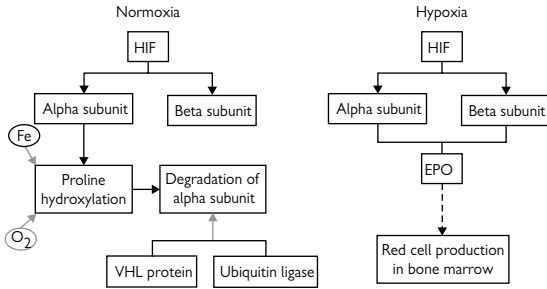 Normoxia
HIF
Alpha subunit
Beta subunit
Fe
Proline
hydroxylation
Degradation of
alpha subunit
O2
VHL protein
Ubiquitin ligase
Hypoxia
HIF
Alpha subunit
Beta subunit
EPO
Red cell production
in bone marrow